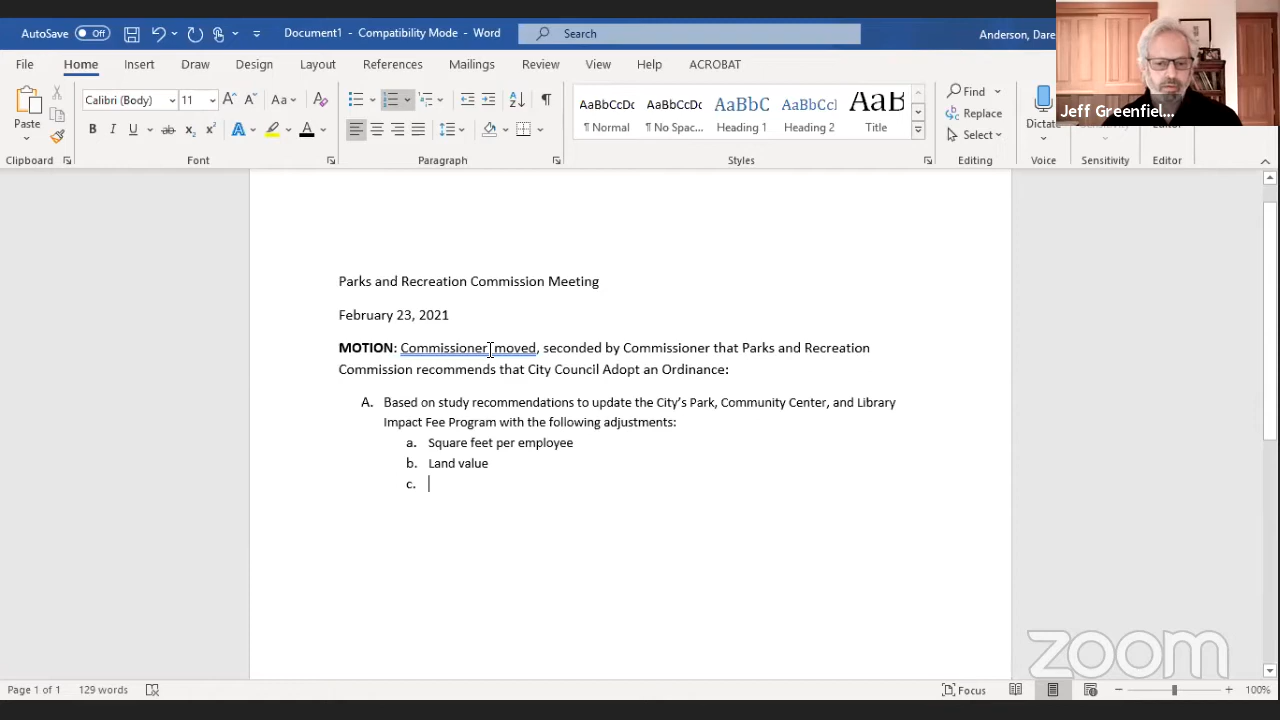 AutoSave Off Document1 - Compatibility Mode - Word Search Anderson, Dare
File Home Insert Draw Design Layout References Mailings Review View Help ACROBAT
Jeff Greenfiel...
Paste Calibri (Body) 11 A A Aa A
B I U ab x₂ x² A A
AaBbCcDc AaBbCcDc AaBbC AaBbCcI AaB
¶ Normal ¶ No Spac... Heading 1 Heading 2 Title
Find
Replace
Select
Dictate
Clipboard Font Paragraph Styles Editing Voice Sensitivity Editor
Parks and Recreation Commission Meeting
February 23, 2021
MOTION: Commissioner moved, seconded by Commissioner that Parks and Recreation
Commission recommends that City Council Adopt an Ordinance:
A. Based on study recommendations to update the City's Park, Community Center, and Library
Impact Fee Program with the following adjustments:
a. Square feet per employee
b. Land value
c.
zoom
Page 1 of 1 129 words Focus 100%